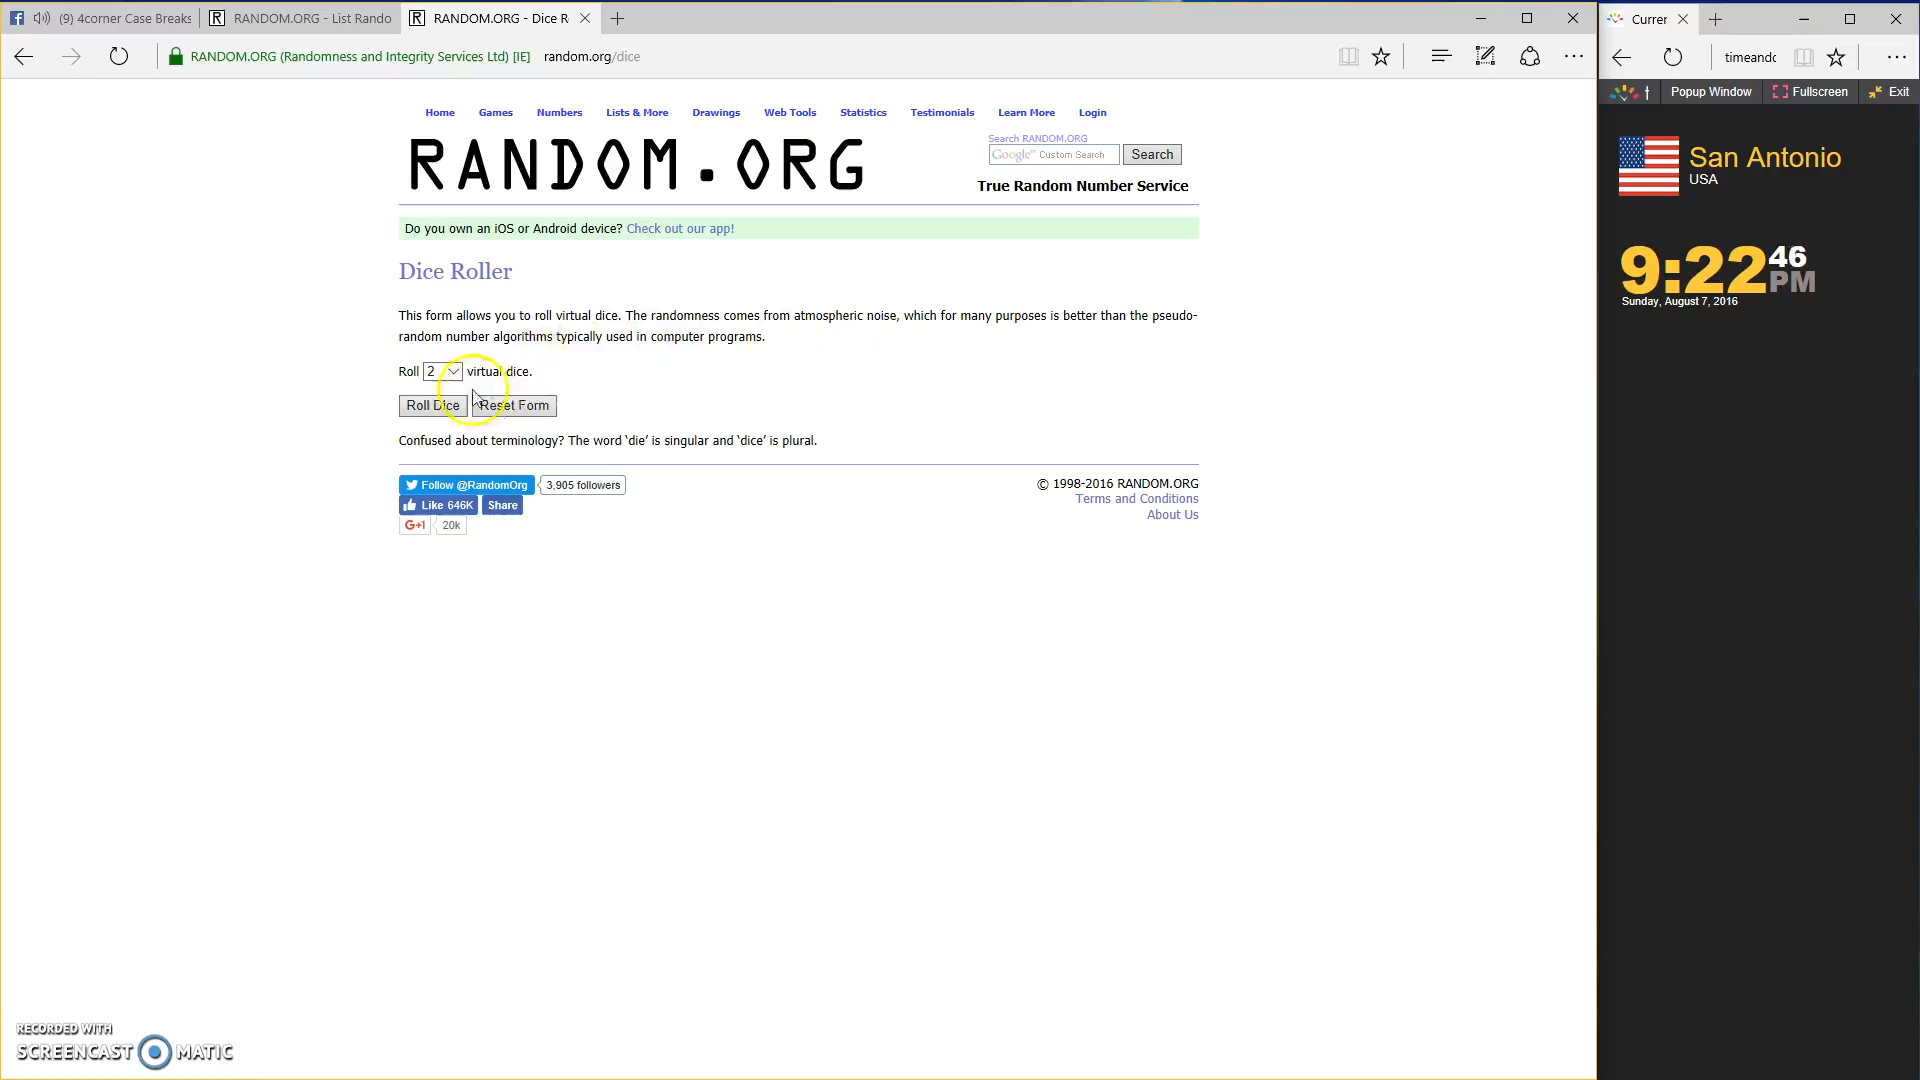 (9) 4corner Case Breaks
RANDOM.ORG - List Rando
RANDOM.ORG - Dice R
RANDOM.ORG (Randomness and Integrity Services Ltd) [IE]
random.org/dice
Home Games Numbers Lists & More Drawings Web Tools Statistics Testimonials Learn More Login
RANDOM.ORG
Search RANDOM.ORG
Google™ Custom Search
Search
True Random Number Service
Do you own an iOS or Android device? Check out our app!
Dice Roller
This form allows you to roll virtual dice. The randomness comes from atmospheric noise, which for many purposes is better than the pseudo-
random number algorithms typically used in computer programs.
Roll 2 virtual dice.
Roll Dice Reset Form
Confused about terminology? The word ‘die’ is singular and ‘dice’ is plural.
Follow @RandomOrg 3,905 followers
Like 646K Share
G+1 20k
© 1998-2016 RANDOM.ORG
Terms and Conditions
About Us
RECORDED WITH
SCREENCAST MATIC
Currer
timeandc
t Popup Window Fullscreen Exit
San Antonio
USA
9:22 46 PM
Sunday, August 7, 2016